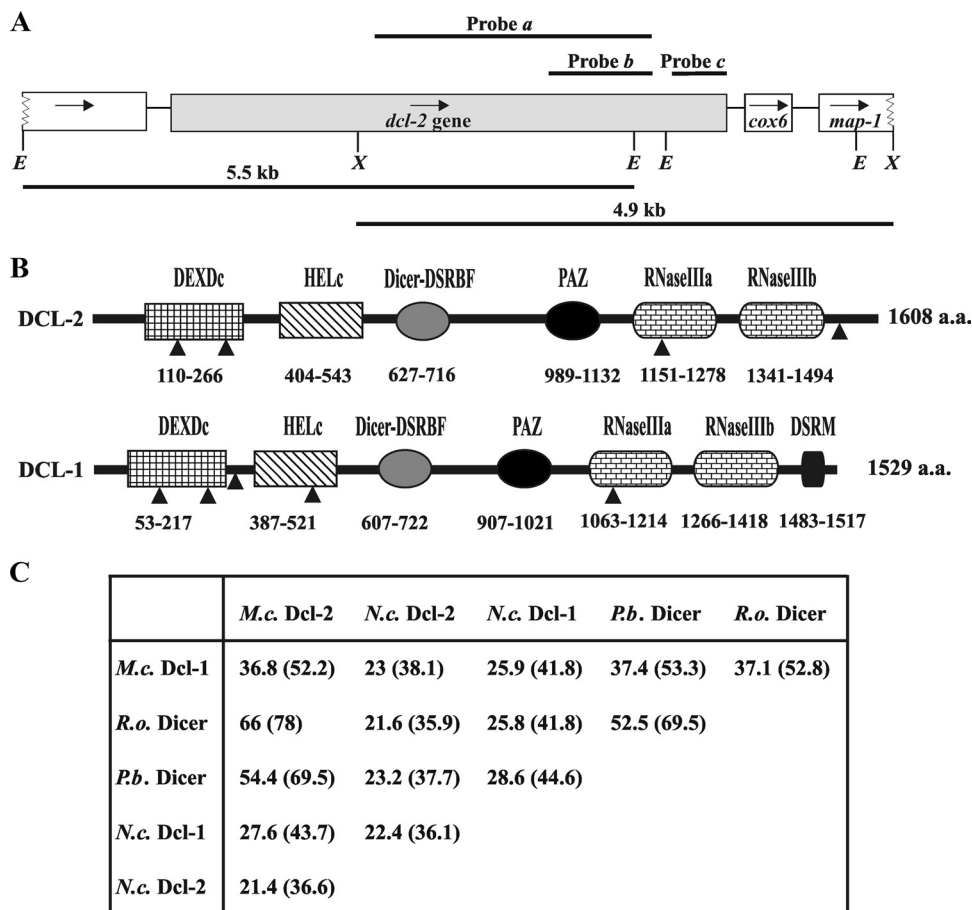 A
Probe a
Probe b Probe c
dcl-2 gene cox6 map-1
E X E E E X
5.5 kb
4.9 kb
B
DEXDc HELc Dicer-DSRBF PAZ RNaseIIIa RNaseIIIb
DCL-2 1608 a.a.
110-266 404-543 627-716 989-1132 1151-1278 1341-1494
DEXDc HELc Dicer-DSRBF PAZ RNaseIIIa RNaseIIIb DSRM
DCL-1 1529 a.a.
53-217 387-521 607-722 907-1021 1063-1214 1266-1418 1483-1517
C
M.c. Dcl-2 N.c. Dcl-2 N.c. Dcl-1 P.b. Dicer R.o. Dicer
M.c. Dcl-1 36.8 (52.2) 23 (38.1) 25.9 (41.8) 37.4 (53.3) 37.1 (52.8)
R.o. Dicer 66 (78) 21.6 (35.9) 25.8 (41.8) 52.5 (69.5)
P.b. Dicer 54.4 (69.5) 23.2 (37.7) 28.6 (44.6)
N.c. Dcl-1 27.6 (43.7) 22.4 (36.1)
N.c. Dcl-2 21.4 (36.6)